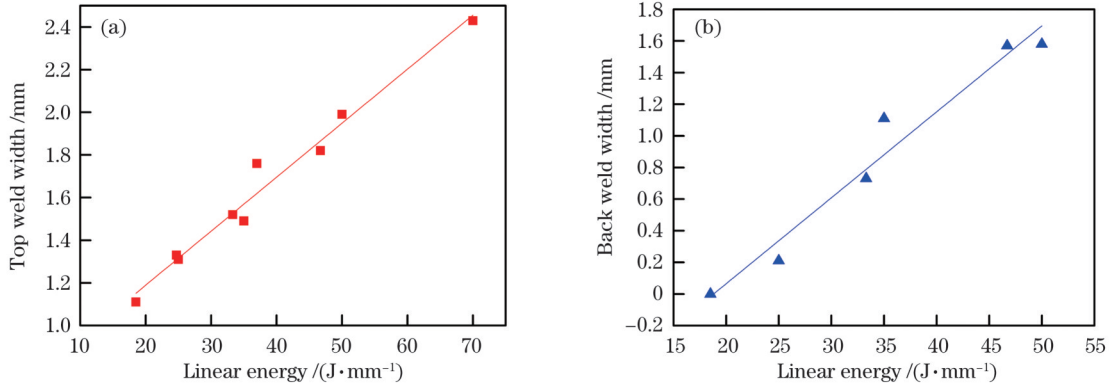 (a)
Top weld width /mm
2.4
2.2
2.0
1.8
1.6
1.4
1.2
1.0
10 20 30 40 50 60 70
Linear energy /(J·mm⁻¹)
(b)
Back weld width /mm
1.8
1.6
1.4
1.2
1.0
0.8
0.6
0.4
0.2
0
−0.2
15 20 25 30 35 40 45 50 55
Linear energy /(J·mm⁻¹)